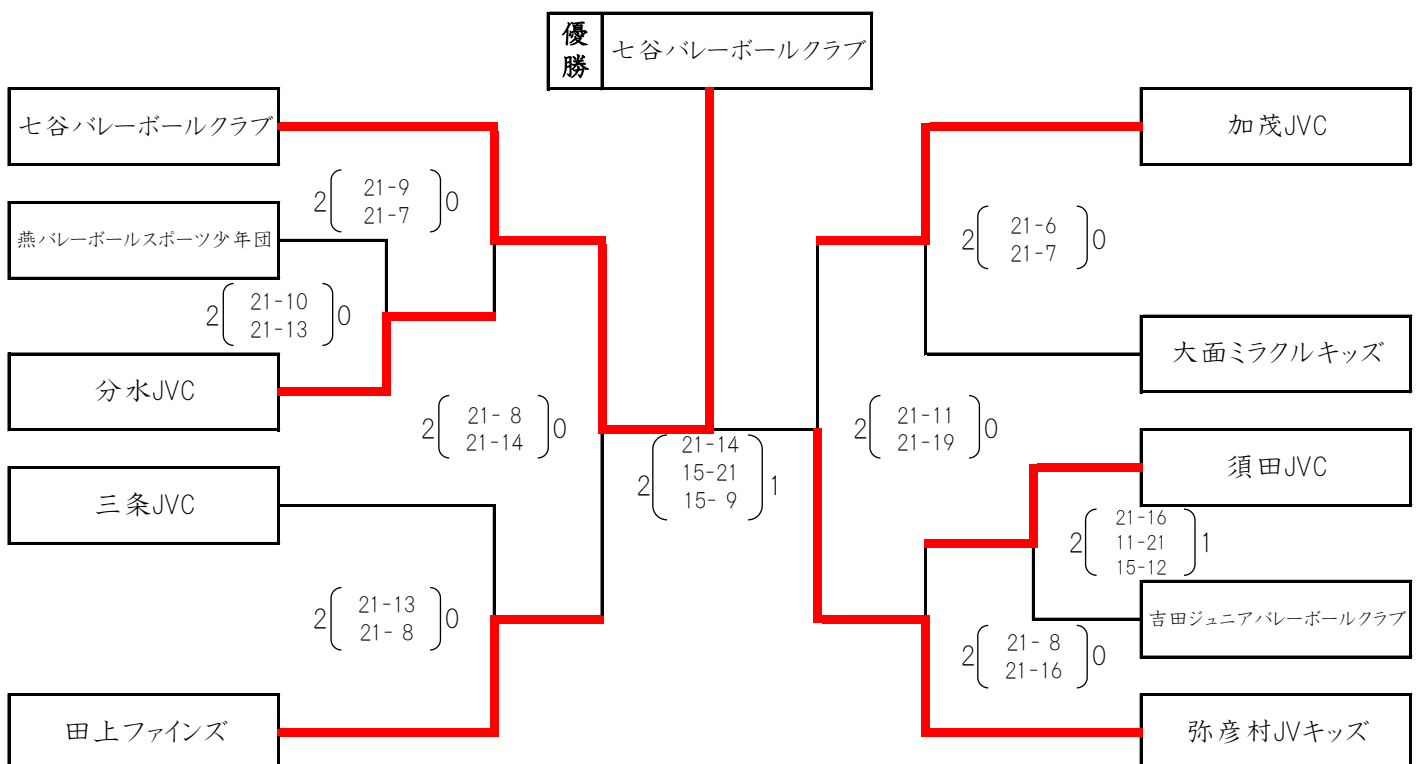 優勝
七谷バレーボールクラブ
七谷バレーボールクラブ
加茂JVC
2 21-9 0
21-7
燕バレーボールスポーツ少年団
2 21-6 0
21-7
2 21-10 0
21-13
大面ミラクルキッズ
分水JVC
2 21- 8 0
21-14
2 21-14 1
15-21
15- 9
2 21-11 0
21-19
須田JVC
三条JVC
2 21-16 1
11-21
15-12
2 21-13 0
21- 8
吉田ジュニアバレーボールクラブ
2 21- 8 0
21-16
田上ファインズ
弥彦村JVキッズ